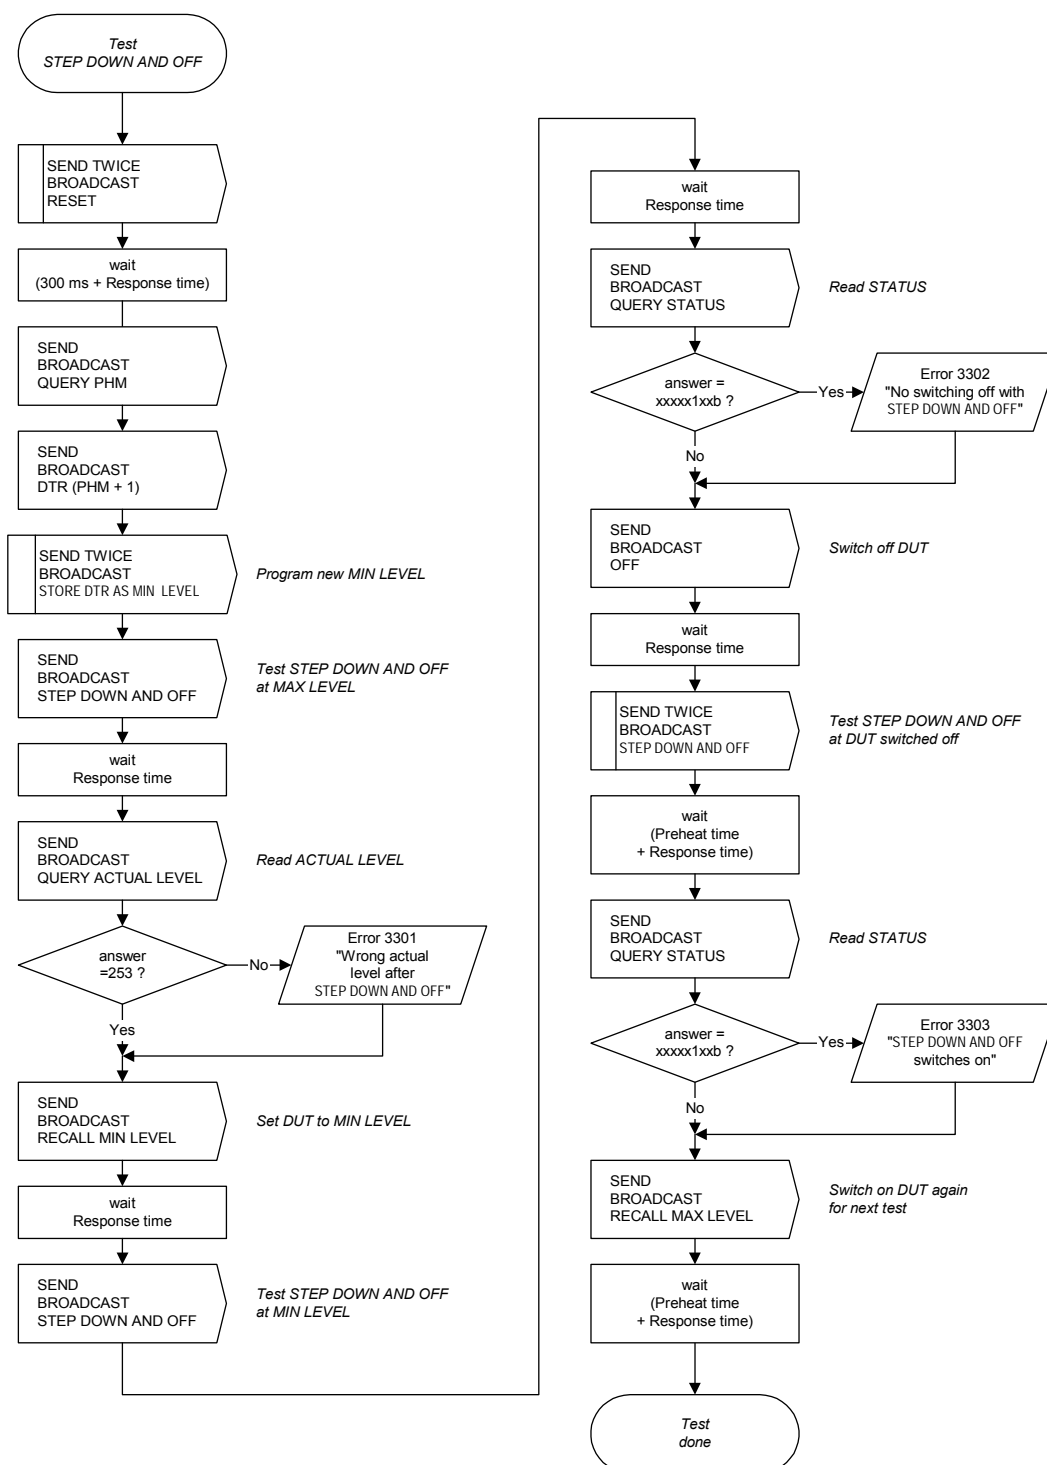 Test
STEP DOWN AND OFF
SEND TWICE
BROADCAST
RESET
wait
(300 ms + Response time)
SEND
BROADCAST
QUERY PHM
SEND
BROADCAST
DTR (PHM + 1)
SEND TWICE
BROADCAST
STORE DTR AS MIN LEVEL
Program new MIN LEVEL
SEND
BROADCAST
STEP DOWN AND OFF
Test STEP DOWN AND OFF
at MAX LEVEL
wait
Response time
SEND
BROADCAST
QUERY ACTUAL LEVEL
Read ACTUAL LEVEL
answer
=253 ?
No
Error 3301
"Wrong actual
level after
STEP DOWN AND OFF"
Yes
SEND
BROADCAST
RECALL MIN LEVEL
Set DUT to MIN LEVEL
wait
Response time
SEND
BROADCAST
STEP DOWN AND OFF
Test STEP DOWN AND OFF
at MIN LEVEL
wait
Response time
SEND
BROADCAST
QUERY STATUS
Read STATUS
answer =
xxxxx1xxb ?
Yes
Error 3302
"No switching off with
STEP DOWN AND OFF"
No
SEND
BROADCAST
OFF
Switch off DUT
wait
Response time
SEND TWICE
BROADCAST
STEP DOWN AND OFF
Test STEP DOWN AND OFF
at DUT switched off
wait
(Preheat time
+ Response time)
SEND
BROADCAST
QUERY STATUS
Read STATUS
answer =
xxxxx1xxb ?
Yes
Error 3303
"STEP DOWN AND OFF
switches on"
No
SEND
BROADCAST
RECALL MAX LEVEL
Switch on DUT again
for next test
wait
(Preheat time
+ Response time)
Test
done